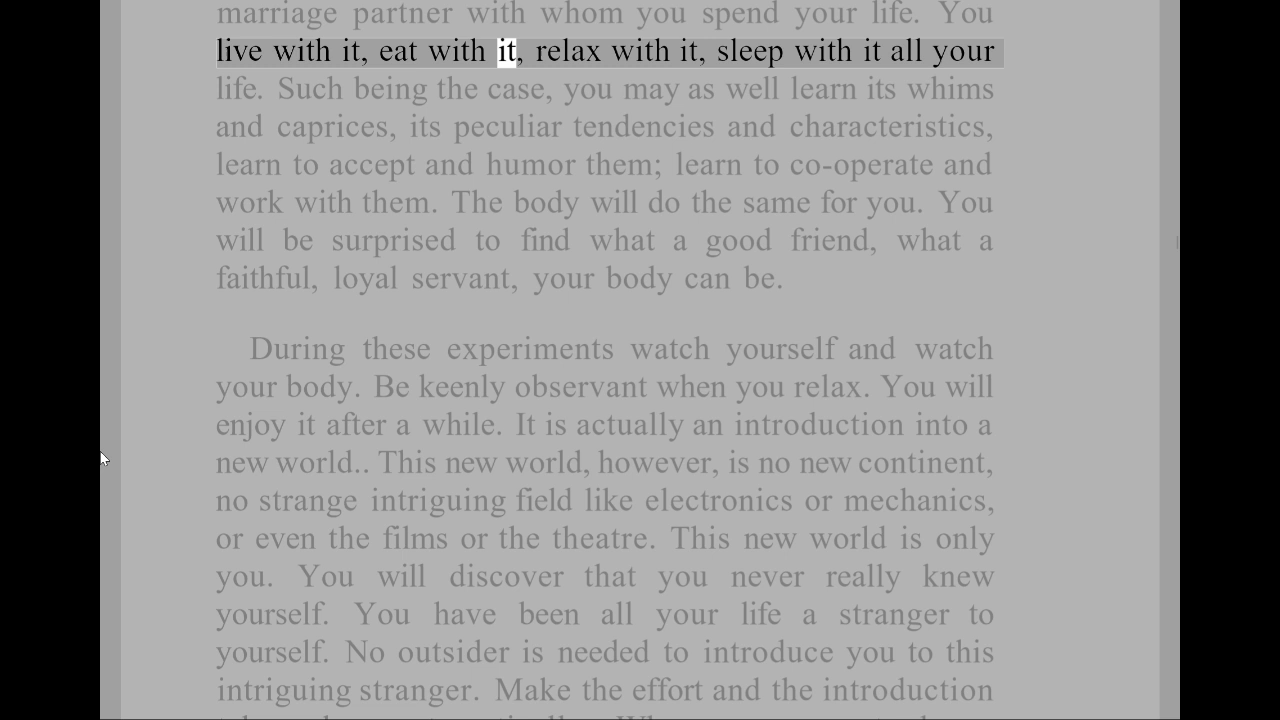 marriage partner with whom you spend your life. You
live with it, eat with it, relax with it, sleep with it all your
life. Such being the case, you may as well learn its whims
and caprices, its peculiar tendencies and characteristics,
learn to accept and humor them; learn to co-operate and
work with them. The body will do the same for you. You
will be surprised to find what a good friend, what a
faithful, loyal servant, your body can be.
During these experiments watch yourself and watch
your body. Be keenly observant when you relax. You will
enjoy it after a while. It is actually an introduction into a
new world.. This new world, however, is no new continent,
no strange intriguing field like electronics or mechanics,
or even the films or the theatre. This new world is only
you. You will discover that you never really knew
yourself. You have been all your life a stranger to
yourself. No outsider is needed to introduce you to this
intriguing stranger. Make the effort and the introduction